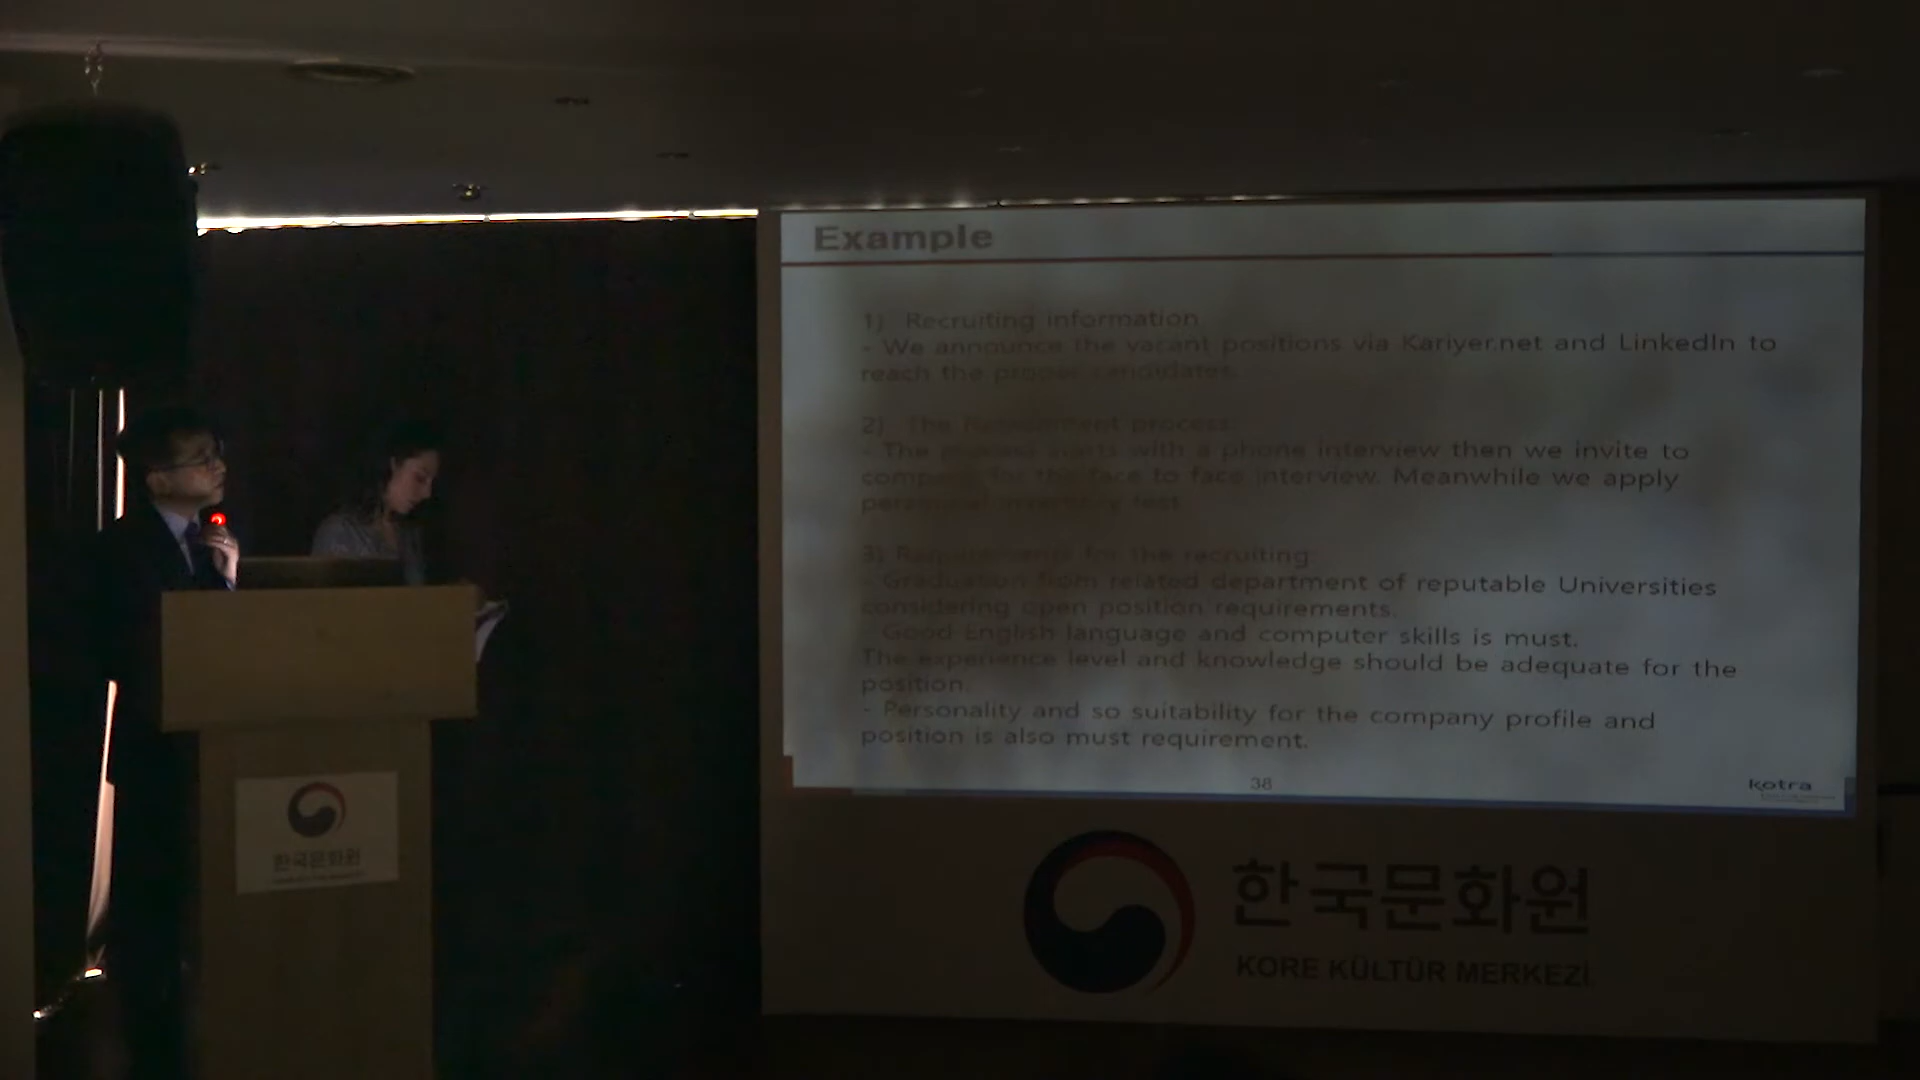 Example
1) Recruiting information
- We announce the vacant positions via Kariyer.net and LinkedIn to
reach the proper candidates.
2) The process
- The process starts with a phone interview then we invite to
company for the face to face interview. Meanwhile we apply
test
3) Requirements for the recruiting
- Graduation from related department of reputable Universities
considering open position requirements.
- Good English language and computer skills is must.
The experience level and knowledge should be adequate for the
position.
- Personality and so suitability for the company profile and
position is also must requirement.
38
kotra
한국문화원
한국문화원
KORE KÜLTÜR MERKEZİ